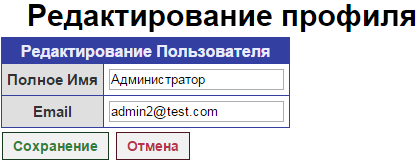 Редактирование профиля
Редактирование Пользователя
Полное Имя Администратор
Email admin2@test.com
Сохранение Отмена